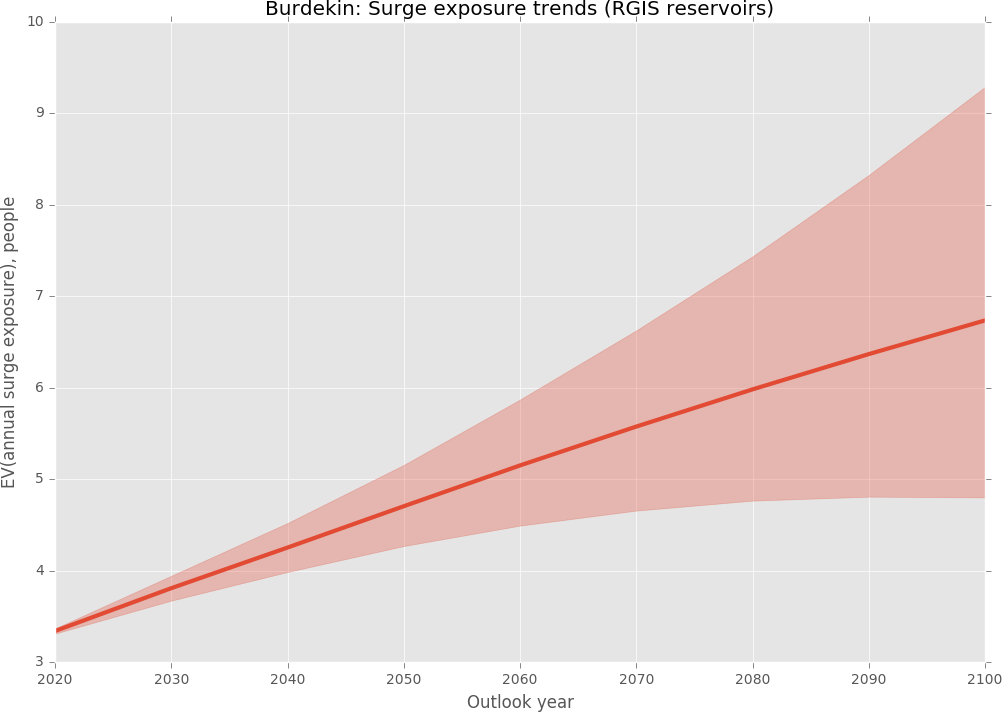 Burdekin: Surge exposure trends (RGIS reservoirs)
10
9
8
7
6
5
4
3
EV(annual surge exposure), people
2020 2030 2040 2050 2060 2070 2080 2090 2100
Outlook year